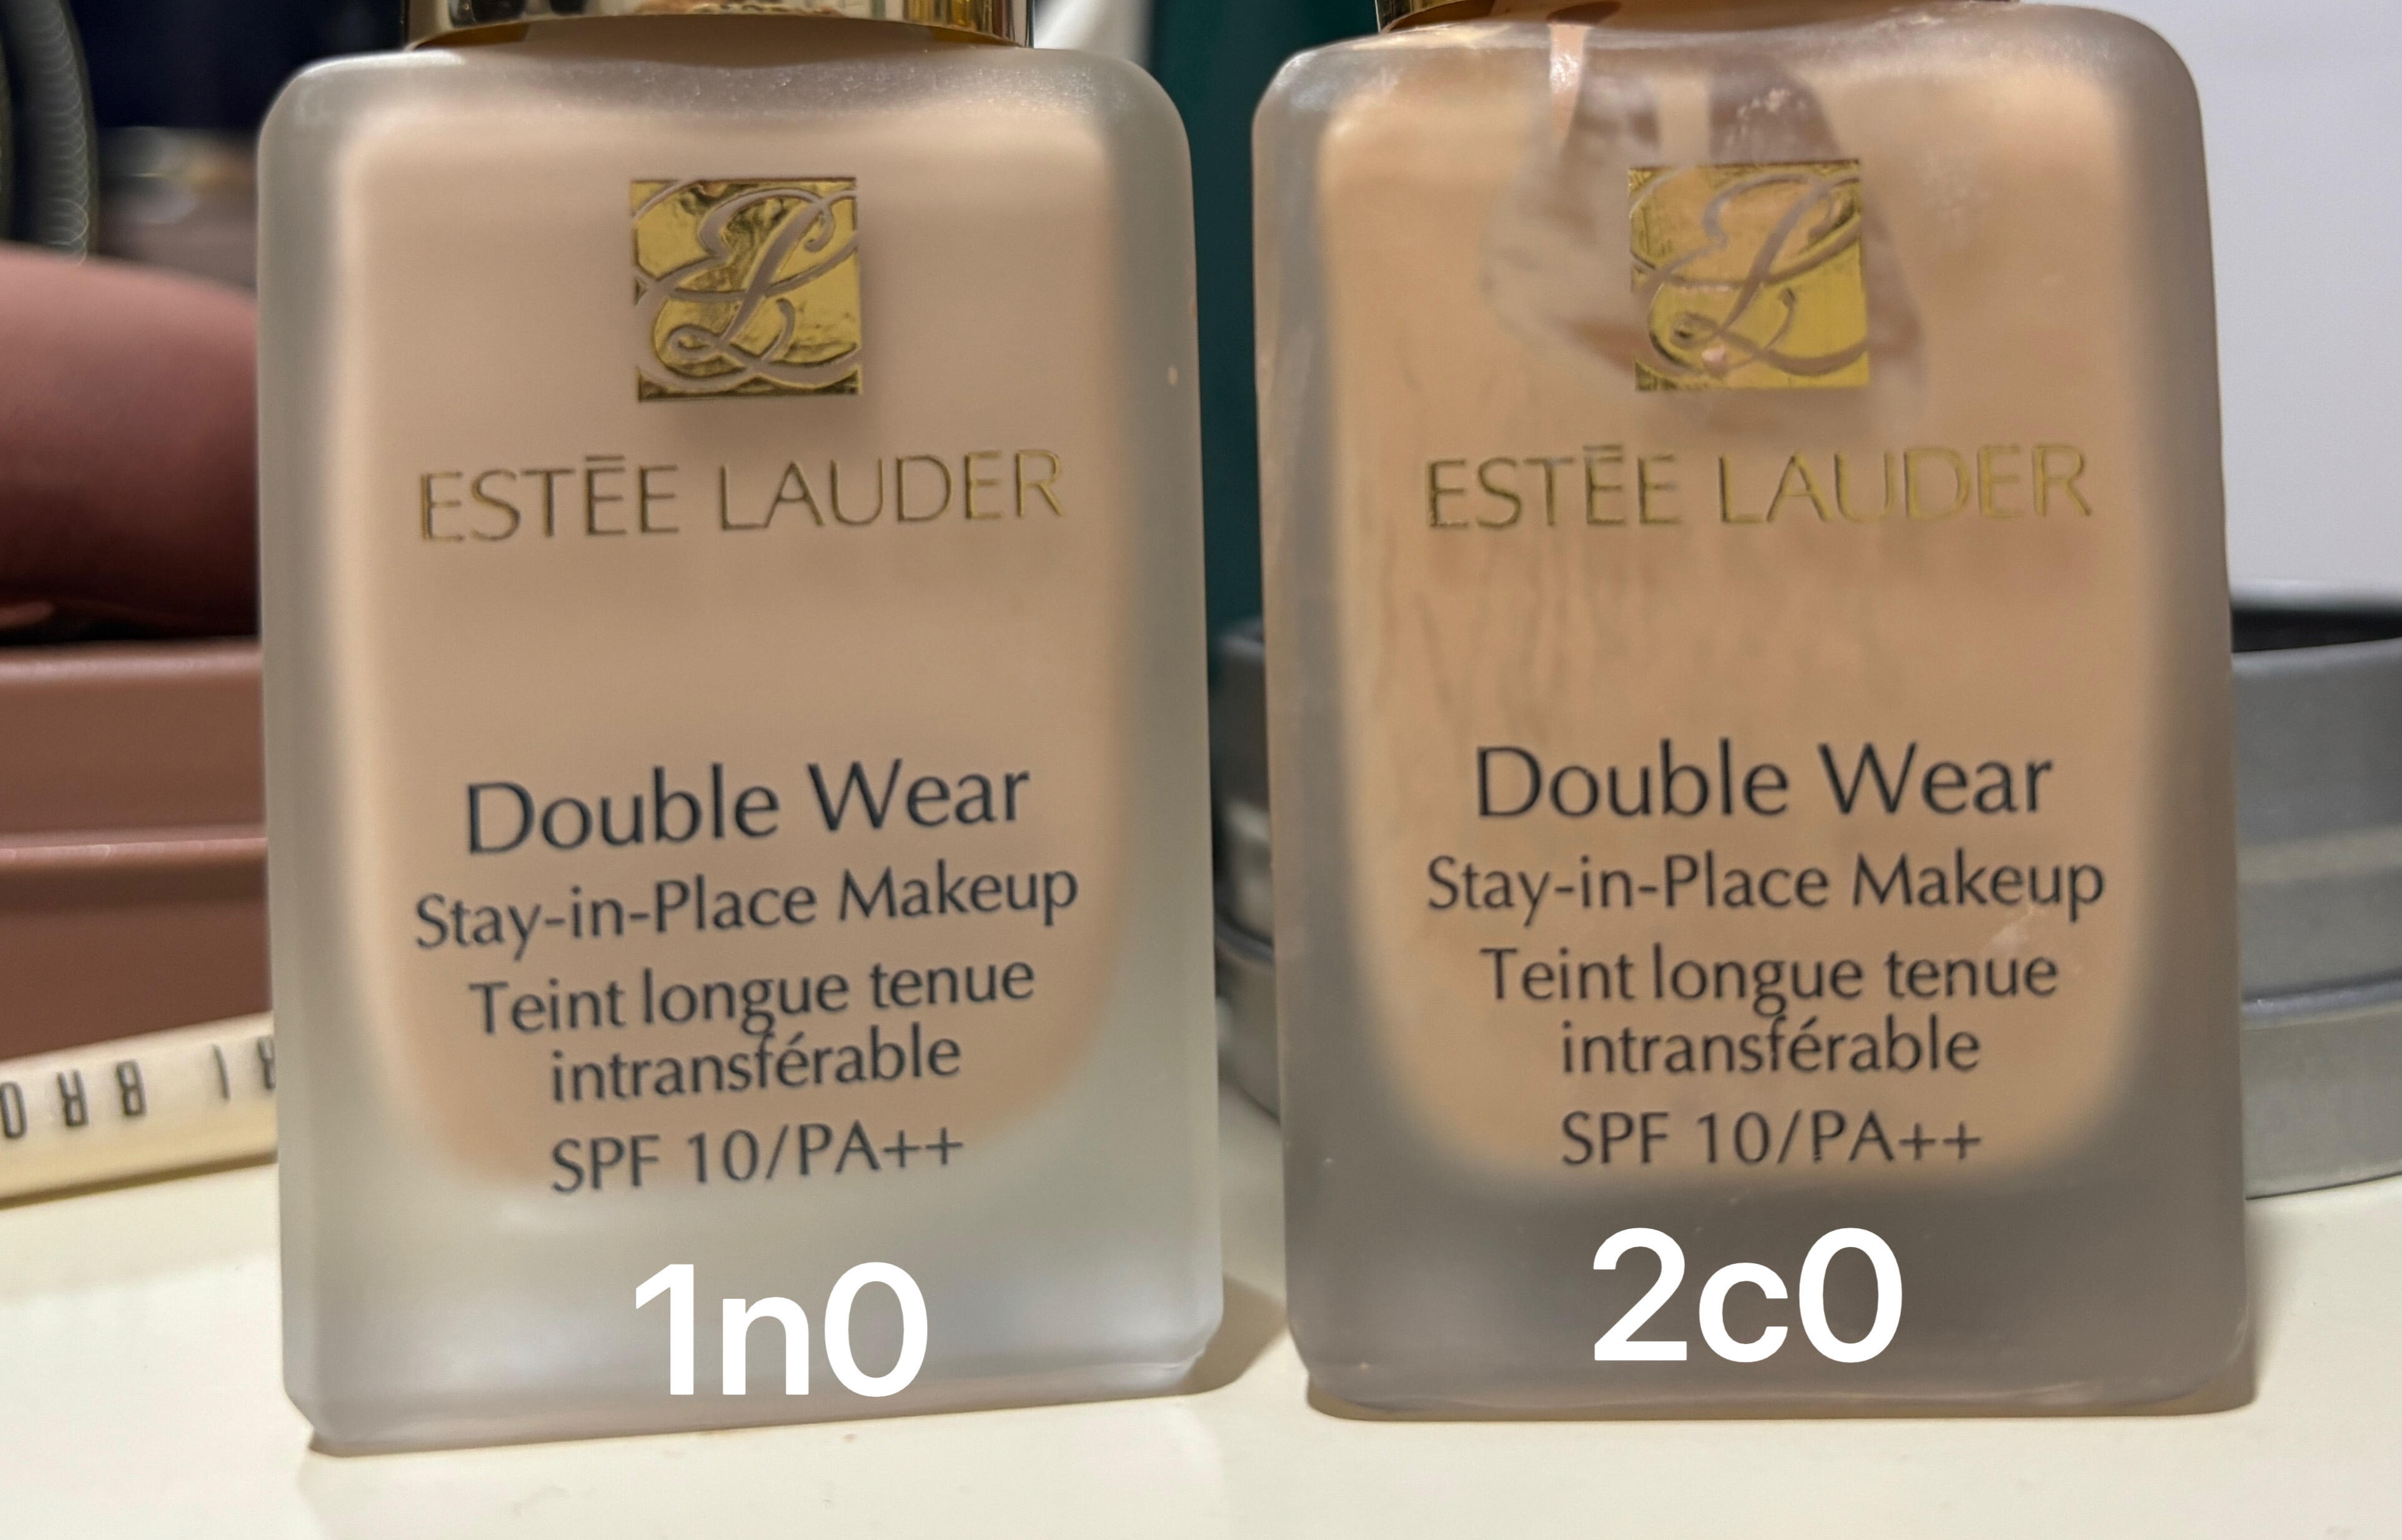 ESTĒE LAUDER
Double Wear
Stay-in-Place Makeup
Teint longue tenue
intransférable
SPF 10/PA++
1n0
ESTĒE LAUDER
Double Wear
Stay-in-Place Makeup
Teint longue tenue
intransférable
SPF 10/PA++
2c0